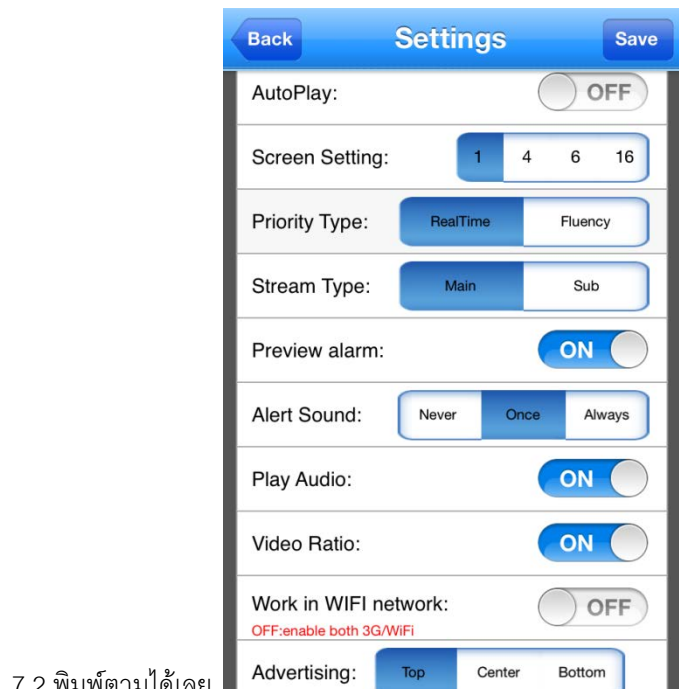 Back Settings Save
AutoPlay: OFF
Screen Setting: 1 4 6 16
Priority Type: RealTime Fluency
Stream Type: Main Sub
Preview alarm: ON
Alert Sound: Never Once Always
Play Audio: ON
Video Ratio: ON
Work in WIFI network: OFF
OFF:enable both 3G/WiFi
Advertising: Top Center Bottom
7.2 พิมพ์ตามได้เลย